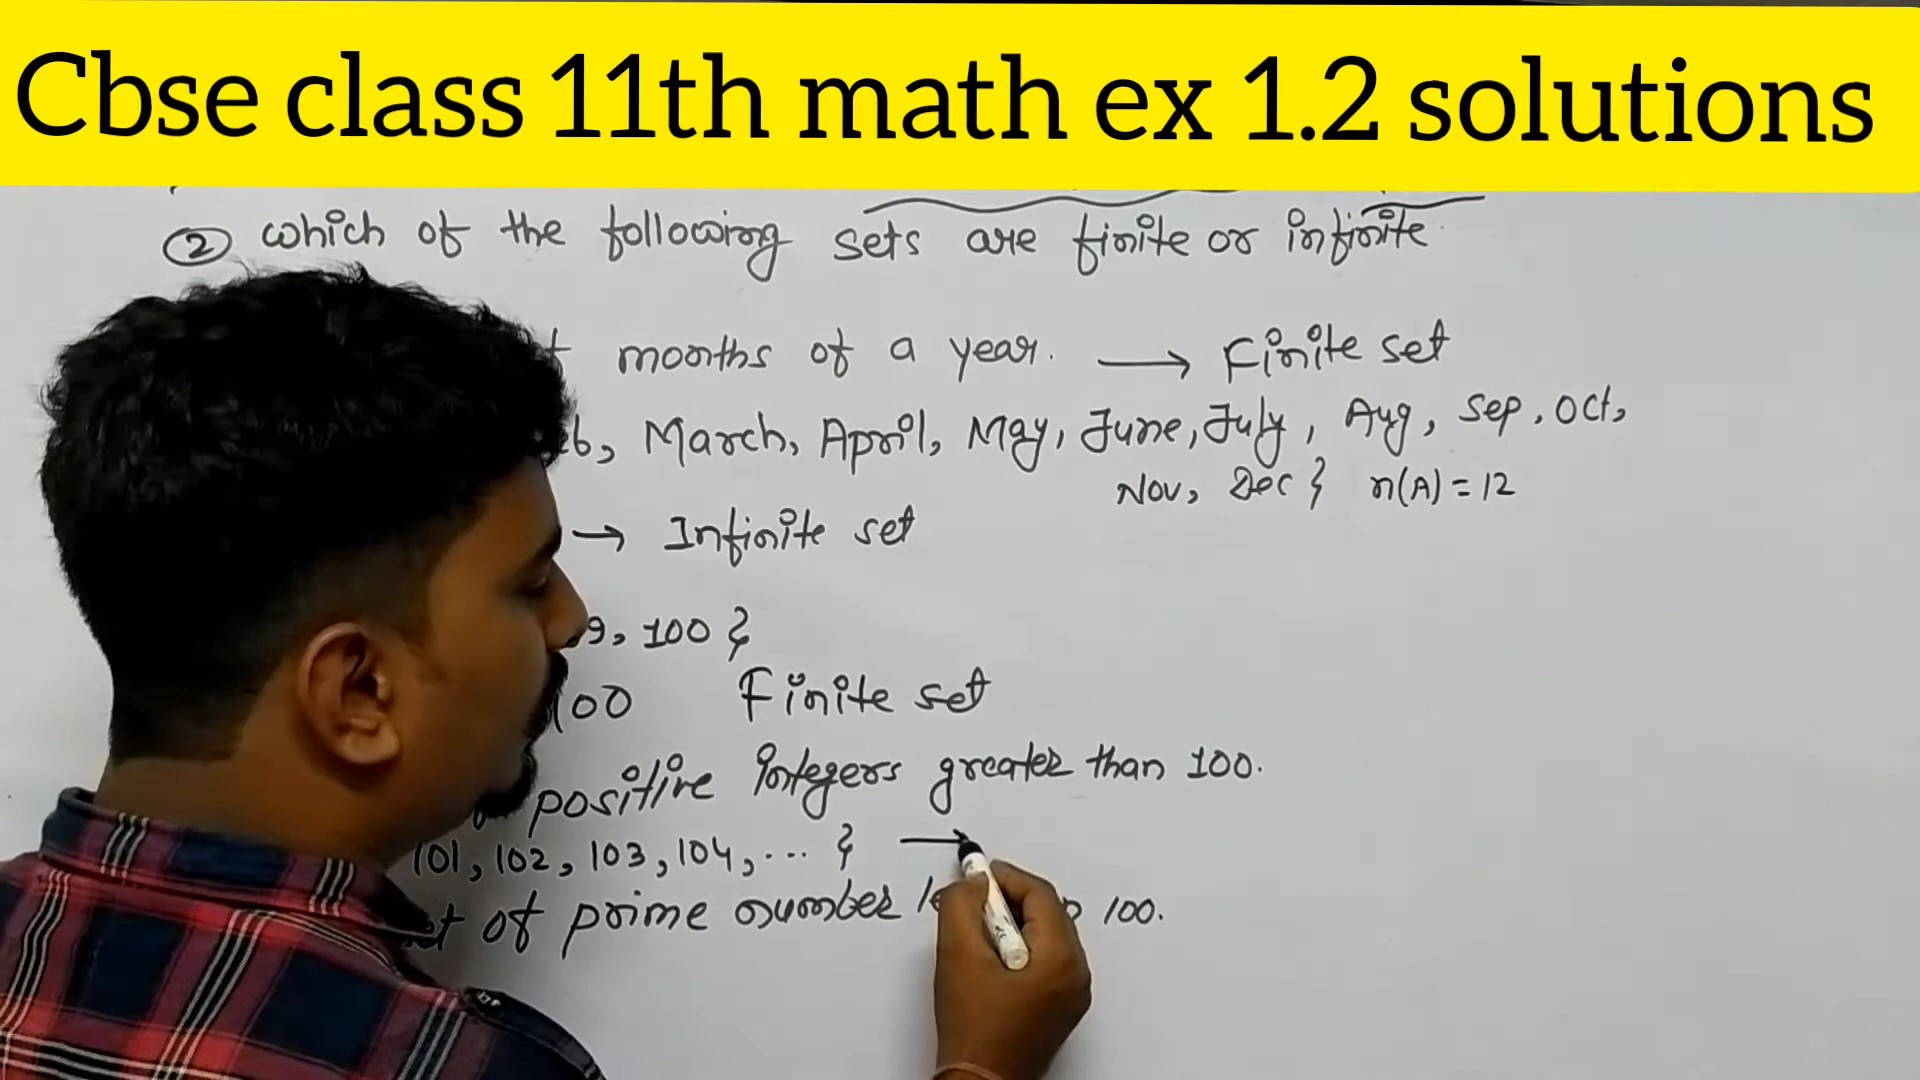 Cbse class 11th math ex 1.2 solutions
② which of the following sets are finite or infinite
months of a year. → Finite set
March, April, May, June, July, Aug, Sep, Oct,
Nov, Dec } n(A) = 12
→ Infinite set
9, 100 }
100 Finite set
positive integers greater than 100.
101, 102, 103, 104, ... } →
of prime number 100.